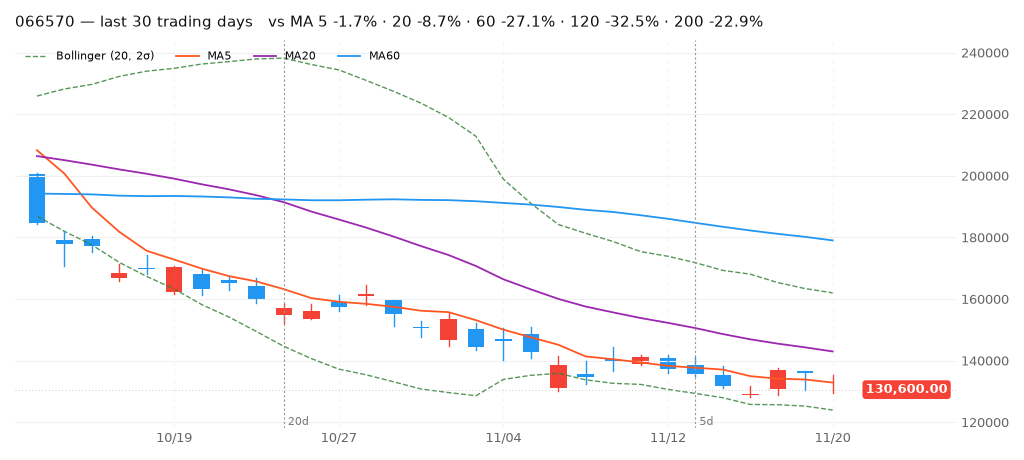 066570 — last 30 trading days   vs MA 5 -1.7% · 20 -8.7% · 60 -27.1% · 120 -32.5% · 200 -22.9%
Bollinger (20, 2σ)   MA5   MA20   MA60
240000
220000
200000
180000
160000
140000
130,600.00
120000
20d   5d
10/19   10/27   11/04   11/12   11/20